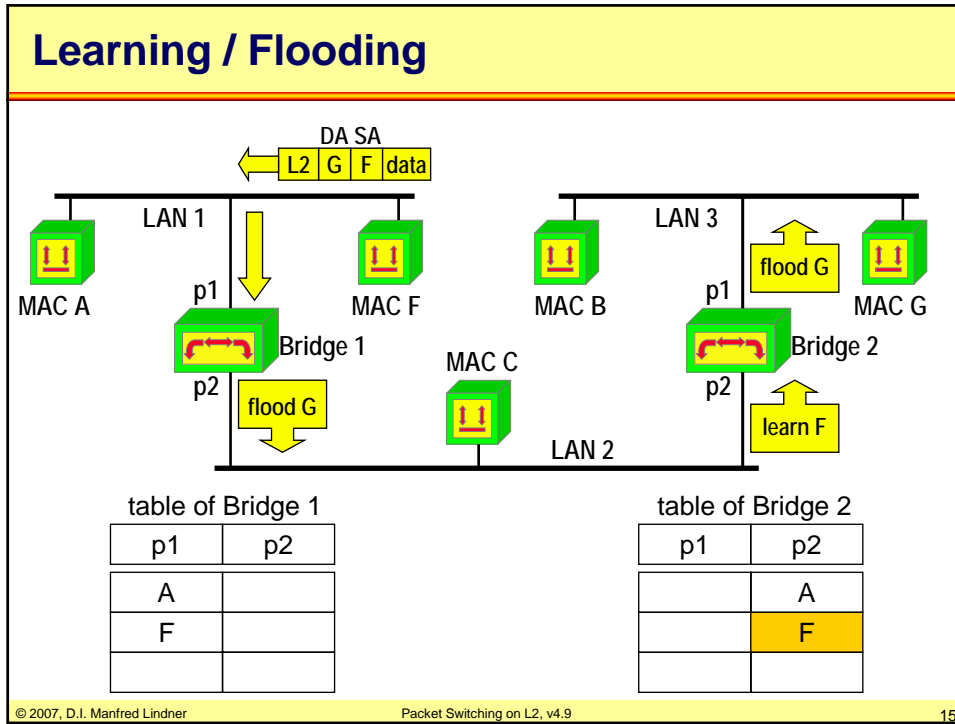 Learning / Flooding
DA SA
L2 G F data
LAN 1
LAN 3
flood G
MAC A
p1
MAC F
MAC B
p1
MAC G
Bridge 1
MAC C
Bridge 2
p2
flood G
p2
learn F
LAN 2
table of Bridge 1
p1 p2
A
F
table of Bridge 2
p1 p2
A
F
© 2007, D.I. Manfred Lindner
Packet Switching on L2, v4.9
15